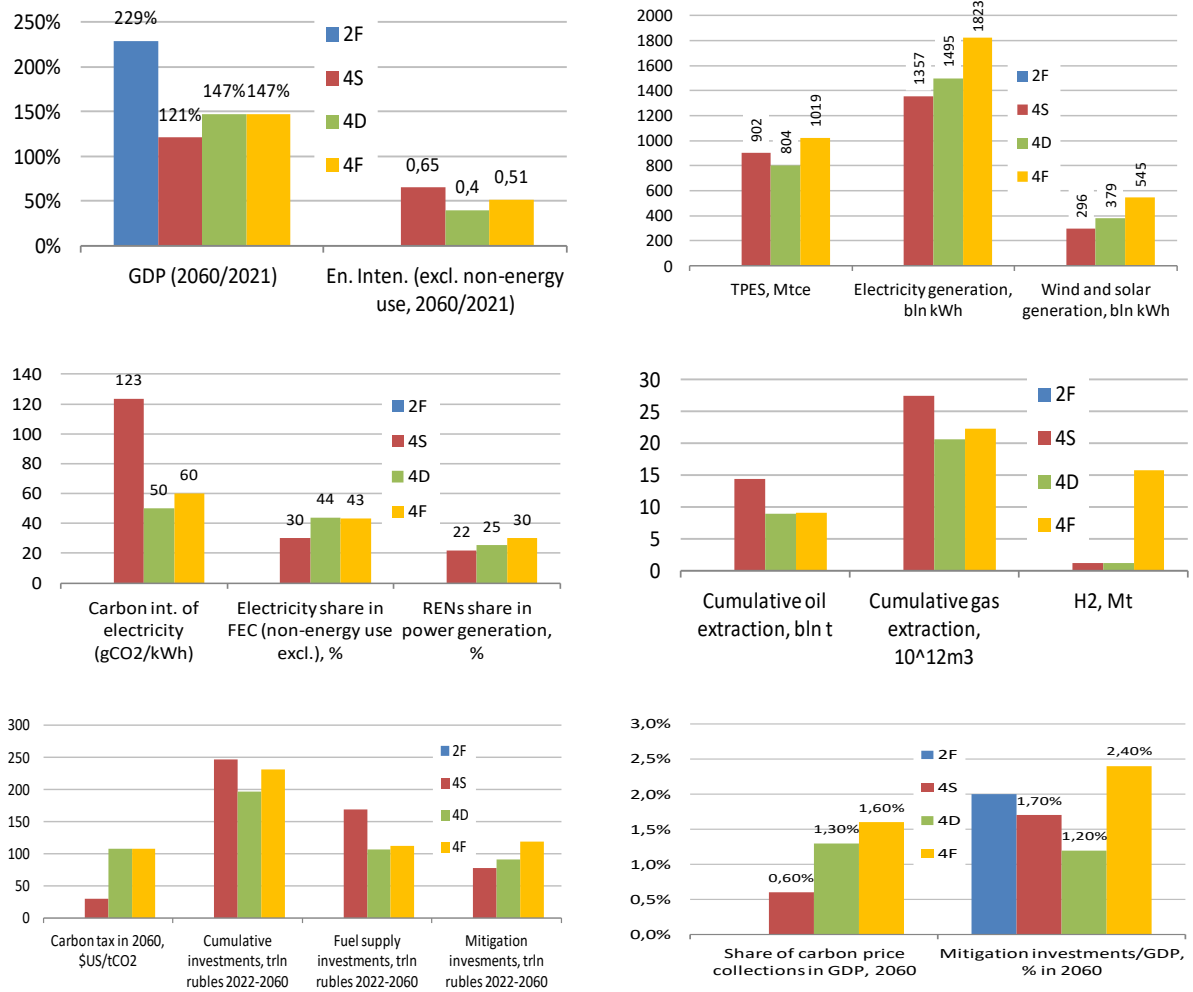 250%
200%
150%
100%
50%
0%
229%
121%
147%
147%
0,65
0,4
0,51
2F
4S
4D
4F
GDP (2060/2021)
En. Inten. (excl. non-energy
use, 2060/2021)
2000
1800
1600
1400
1200
1000
800
600
400
200
0
902
804
1019
1357
1495
1823
296
379
545
2F
4S
4D
4F
TPES, Mtce
Electricity generation,
bln kWh
Wind and solar
generation, bln kWh
140
120
100
80
60
40
20
0
123
50
60
30
44
43
22
25
30
2F
4S
4D
4F
Carbon int. of
electricity
(gCO2/kWh)
Electricity share in
FEC (non-energy use
excl.), %
RENs share in
power generation,
%
30
25
20
15
10
5
0
2F
4S
4D
4F
Cumulative oil
extraction, bln t
Cumulative gas
extraction,
10^12m3
H2, Mt
300
250
200
150
100
50
0
2F
4S
4D
4F
Carbon tax in 2060,
$US/tCO2
Cumulative
investments, trln
rubles 2022-2060
Fuel supply
investments, trln
rubles 2022-2060
Mitigation
invesments, trln
rubles 2022-2060
3,0%
2,5%
2,0%
1,5%
1,0%
0,5%
0,0%
0,60%
1,30%
1,60%
1,70%
1,20%
2,40%
2F
4S
4D
4F
Share of carbon price
collections in GDP, 2060
Mitigation investments/GDP,
% in 2060